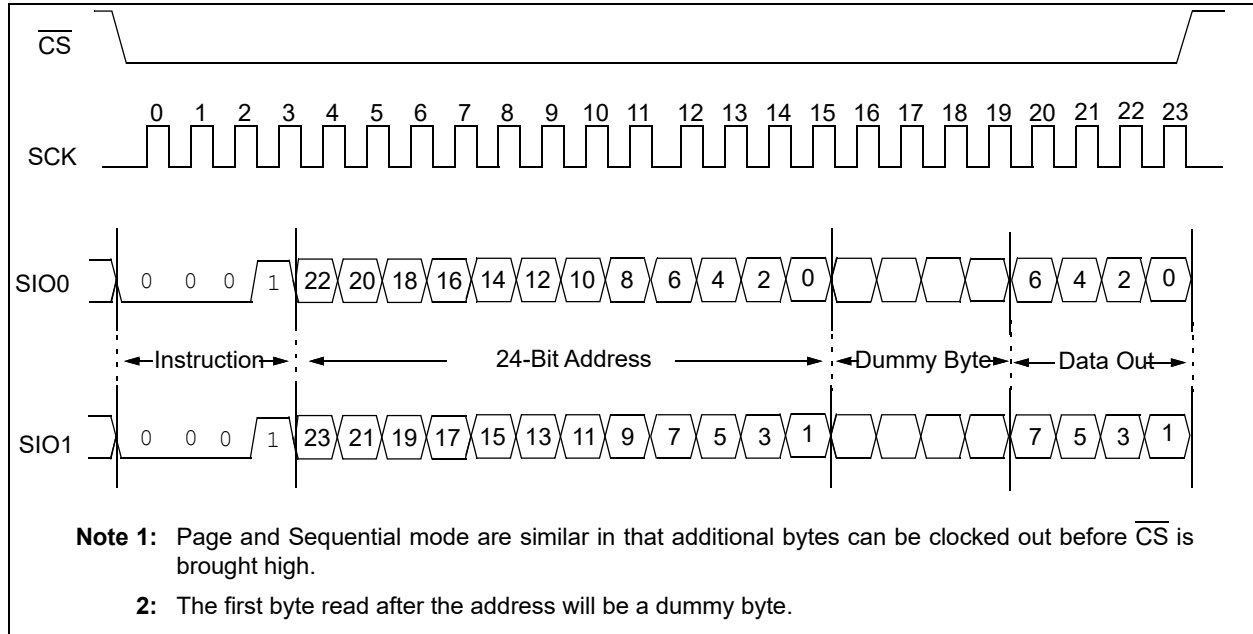 CS
0 1 2 3 4 5 6 7 8 9 10 11 12 13 14 15 16 17 18 19 20 21 22 23
SCK
SIO0 0 0 0 1 22 20 18 16 14 12 10 8 6 4 2 0 6 4 2 0
Instruction 24-Bit Address Dummy Byte Data Out
SIO1 0 0 0 1 23 21 19 17 15 13 11 9 7 5 3 1 7 5 3 1
Note 1: Page and Sequential mode are similar in that additional bytes can be clocked out before CS is
brought high.
2: The first byte read after the address will be a dummy byte.